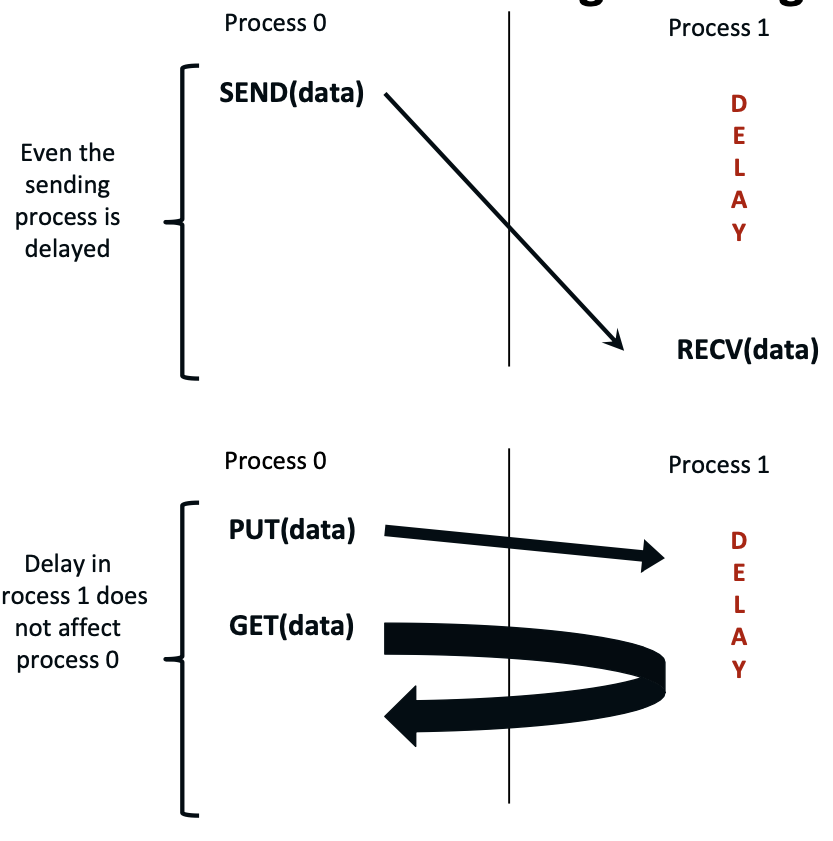 Process 0
Process 1
SEND(data)
D
E
L
A
Y
Even the
sending
process is
delayed
RECV(data)
Process 0
Process 1
PUT(data)
D
E
L
A
Y
Delay in
rocess 1 does
not affect
process 0
GET(data)